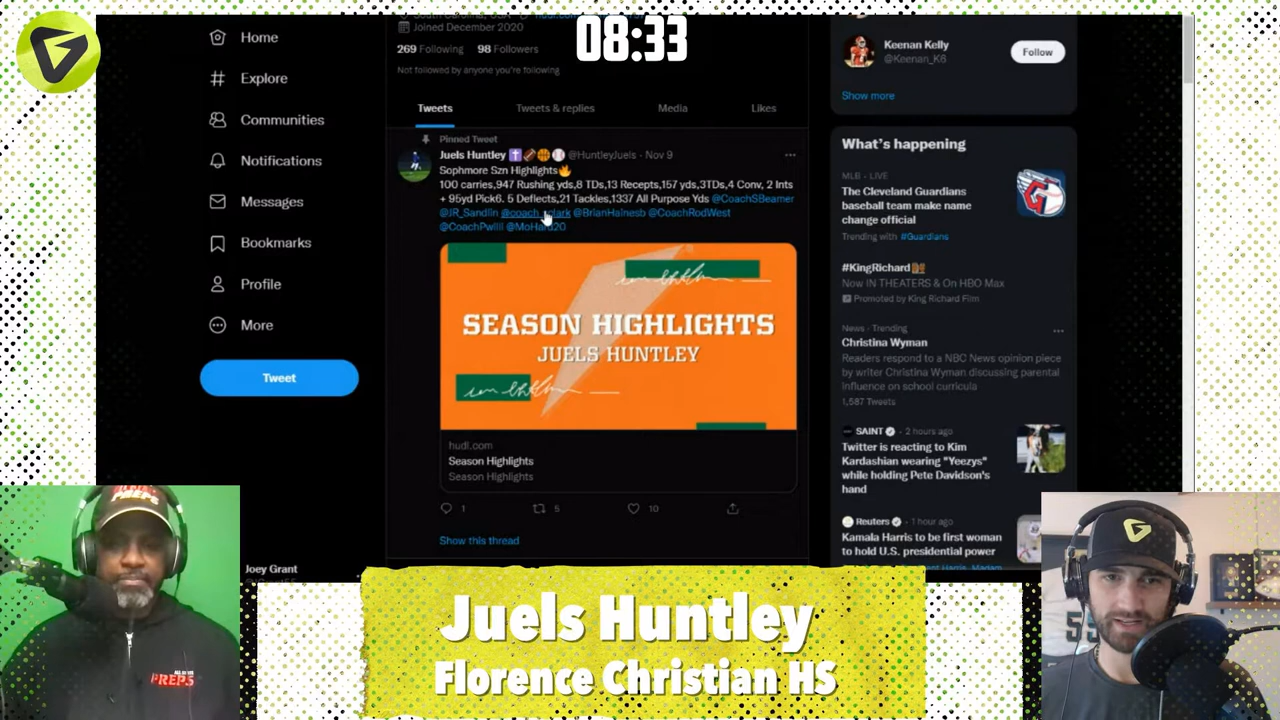 08:33
Home
Explore
Communities
Notifications
Messages
Bookmarks
Profile
More
Tweet
Joined December 2020
269 Following 98 Followers
Not followed by anyone you're following
Tweets Tweets & replies Media Likes
Pinned Tweet
Juels Huntley @HuntleyJuels · Nov 9
Sophmore Szn Highlights
100 carries,947 Rushing yds,8 TDs,13 Recepts,157 yds,3TDs,4 Conv, 2 Ints
+ 95yd Pick6. 5 Deflects,21 Tackles,1337 All Purpose Yds @CoachSBeamer
@JR_Sandlin @BrianHainesb @CoachRodWest
SEASON HIGHLIGHTS
JUELS HUNTLEY
hudl.com
Season Highlights
Season Highlights
1 5 10
Show this thread
Joey Grant
Keenan Kelly
@Keenan_K6
Follow
Show more
What's happening
MLB · LIVE
The Cleveland Guardians
baseball team make name
change official
Trending with #Guardians
#KingRichard
Now IN THEATERS & On HBO Max
Promoted by King Richard Film
News · Trending
Christina Wyman
Readers respond to a NBC News opinion piece
by writer Christina Wyman discussing parental
influence on school curricula
1,587 Tweets
SAINT · 2 hours ago
Twitter is reacting to Kim
Kardashian wearing "Yeezys"
while holding Pete Davidson's
hand
Reuters · 1 hour ago
Kamala Harris to be first woman
to hold U.S. presidential power
PREPS
PREPS
55
Juels Huntley
Florence Christian HS